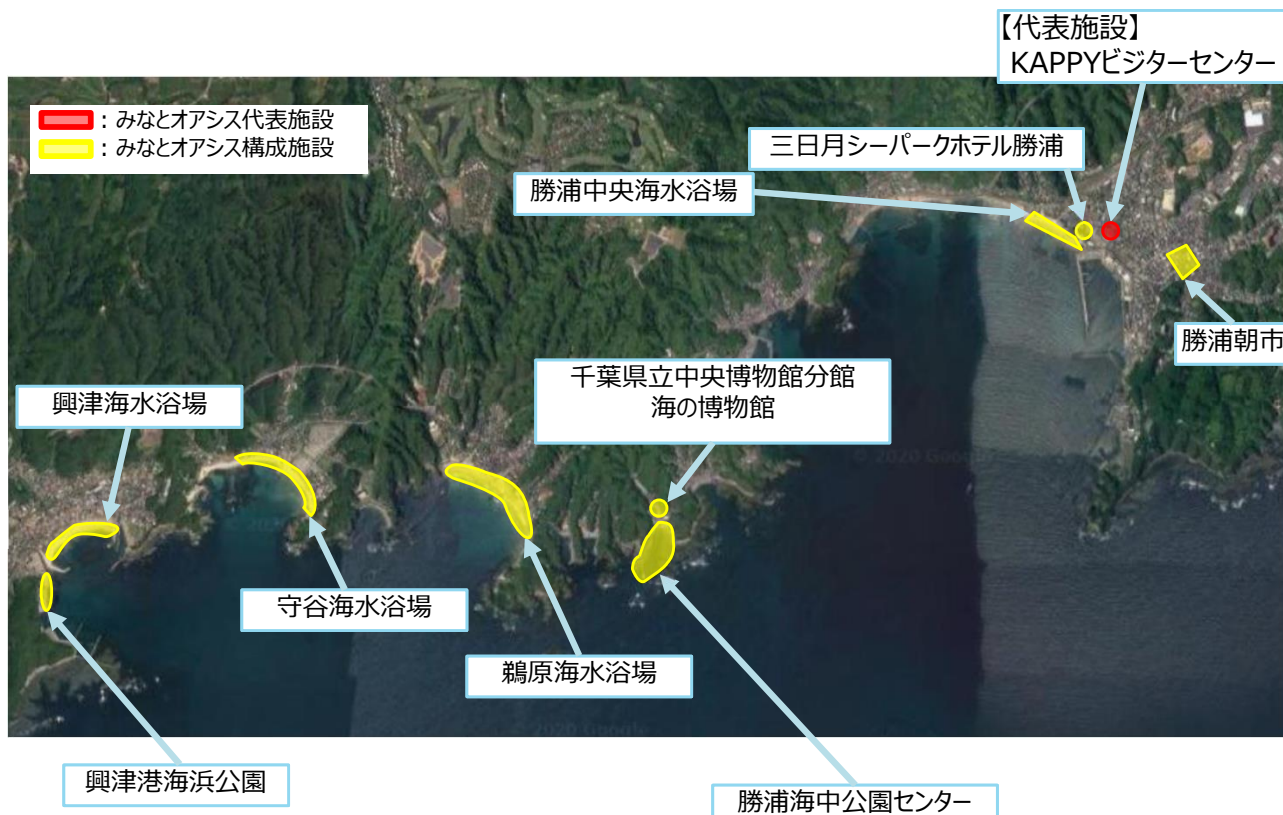 【代表施設】
KAPPYビジターセンター
：みなとオアシス代表施設
：みなとオアシス構成施設
三日月シーパークホテル勝浦
勝浦中央海水浴場
勝浦朝市
千葉県立中央博物館分館
海の博物館
興津海水浴場
守谷海水浴場
鵜原海水浴場
興津港海浜公園
勝浦海中公園センター
© 2020 Google